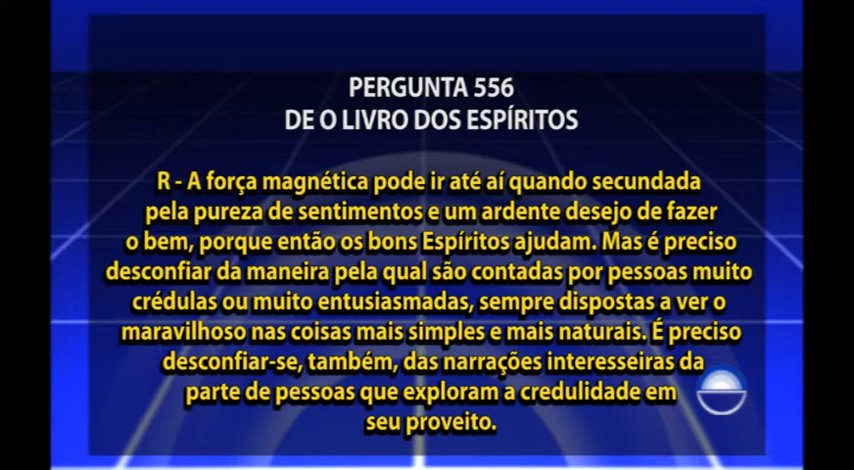 PERGUNTA 556
DE O LIVRO DOS ESPÍRITOS
R - A força magnética pode ir até aí quando secundada
pela pureza de sentimentos e um ardente desejo de fazer
o bem, porque então os bons Espíritos ajudam. Mas é preciso
desconfiar da maneira pela qual são contadas por pessoas muito
crédulas ou muito entusiasmadas, sempre dispostas a ver o
maravilhoso nas coisas mais simples e mais naturais. É preciso
desconfiar-se, também, das narrações interesseiras da
parte de pessoas que exploram a credulidade em
seu proveito.